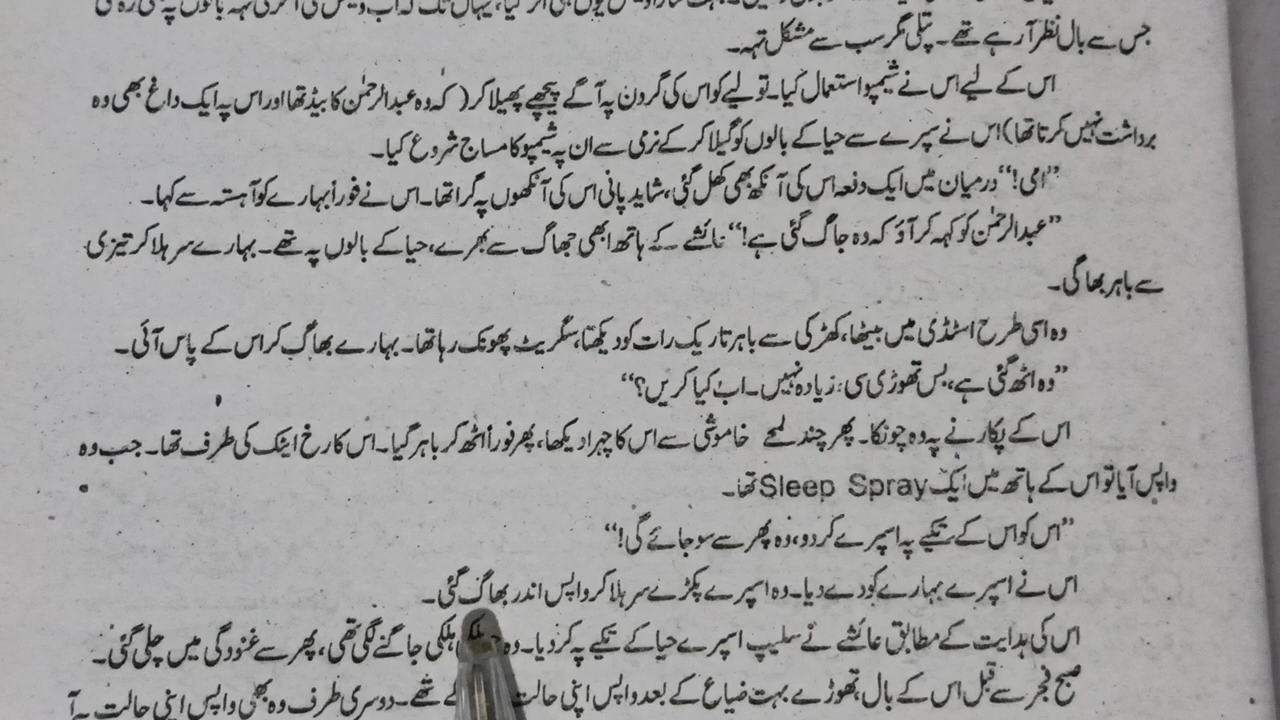 جس سے بال نظر آ رہے تھے۔ پتلی مگر سب سے مشکل تہہ۔
اس کے لیے اس نے شیمپو استعمال کیا۔ تولیے کو اس کی گردن پہ آگے پیچھے پھیلا کر( کہ وہ عبدالرحمٰن کا بیڈ تھا اور اس پہ ایک داغ بھی وہ
برداشت نہیں کرتا تھا) اس نے سپرے سے حیا کے بالوں کو گیلا کر کے نرمی سے ان پہ شیمپو کا مساج شروع کیا۔
”امی!“ درمیان میں ایک دفعہ اس کی آنکھ بھی کھل گئی، شاید پانی اس کی آنکھوں پہ گرا تھا۔ اس نے فوراً بہارے کو آہستہ سے کہا۔
”عبدالرحمٰن کو کہہ کر آؤ کہ وہ جاگ گئی ہے!“ عائشے کے ہاتھ ابھی جھاگ سے بھرے، حیا کے بالوں پہ تھے۔ بہارے سر ہلا کر تیزی
سے باہر بھاگی۔
وہ اسی طرح اسٹڈی میں بیٹھا، کھڑکی سے باہر تاریک رات کو دیکھتا، سگریٹ پھونک رہا تھا۔ بہارے بھاگ کر اس کے پاس آئی۔
”وہ اٹھ گئی ہے، بس تھوڑی سی، زیادہ نہیں۔ اب کیا کریں؟“
اس کے پکارنے پہ وہ چونکا۔ پھر چند لمحے خاموشی سے اس کا چہرا دیکھا، پھر فوراً اٹھ کر باہر گیا۔ اس کا رخ اٹیک کی طرف تھا۔ جب وہ
واپس آیا تو اس کے ہاتھ میں ایک Sleep Spray تھا۔
”اس کو اس کے تکیے پہ اسپرے کر دو، وہ پھر سے سو جائے گی!“
اس نے اسپرے بہارے کو دے دیا۔ وہ اسپرے پکڑے سر ہلا کر واپس اندر بھاگ گئی۔
اس کی ہدایت کے مطابق عائشے نے سلیپ اسپرے حیا کے تکیے پہ کر دیا۔ وہ ہلکی جاگنے لگی تھی، پھر سے غنودگی میں چلی گئی۔
صبح فجر سے قبل اس کے بال، تھوڑے بہت ضیاع کے بعد واپس اپنی حالت تھے۔ دوسری طرف وہ بھی واپس اپنی حالت پہ آ